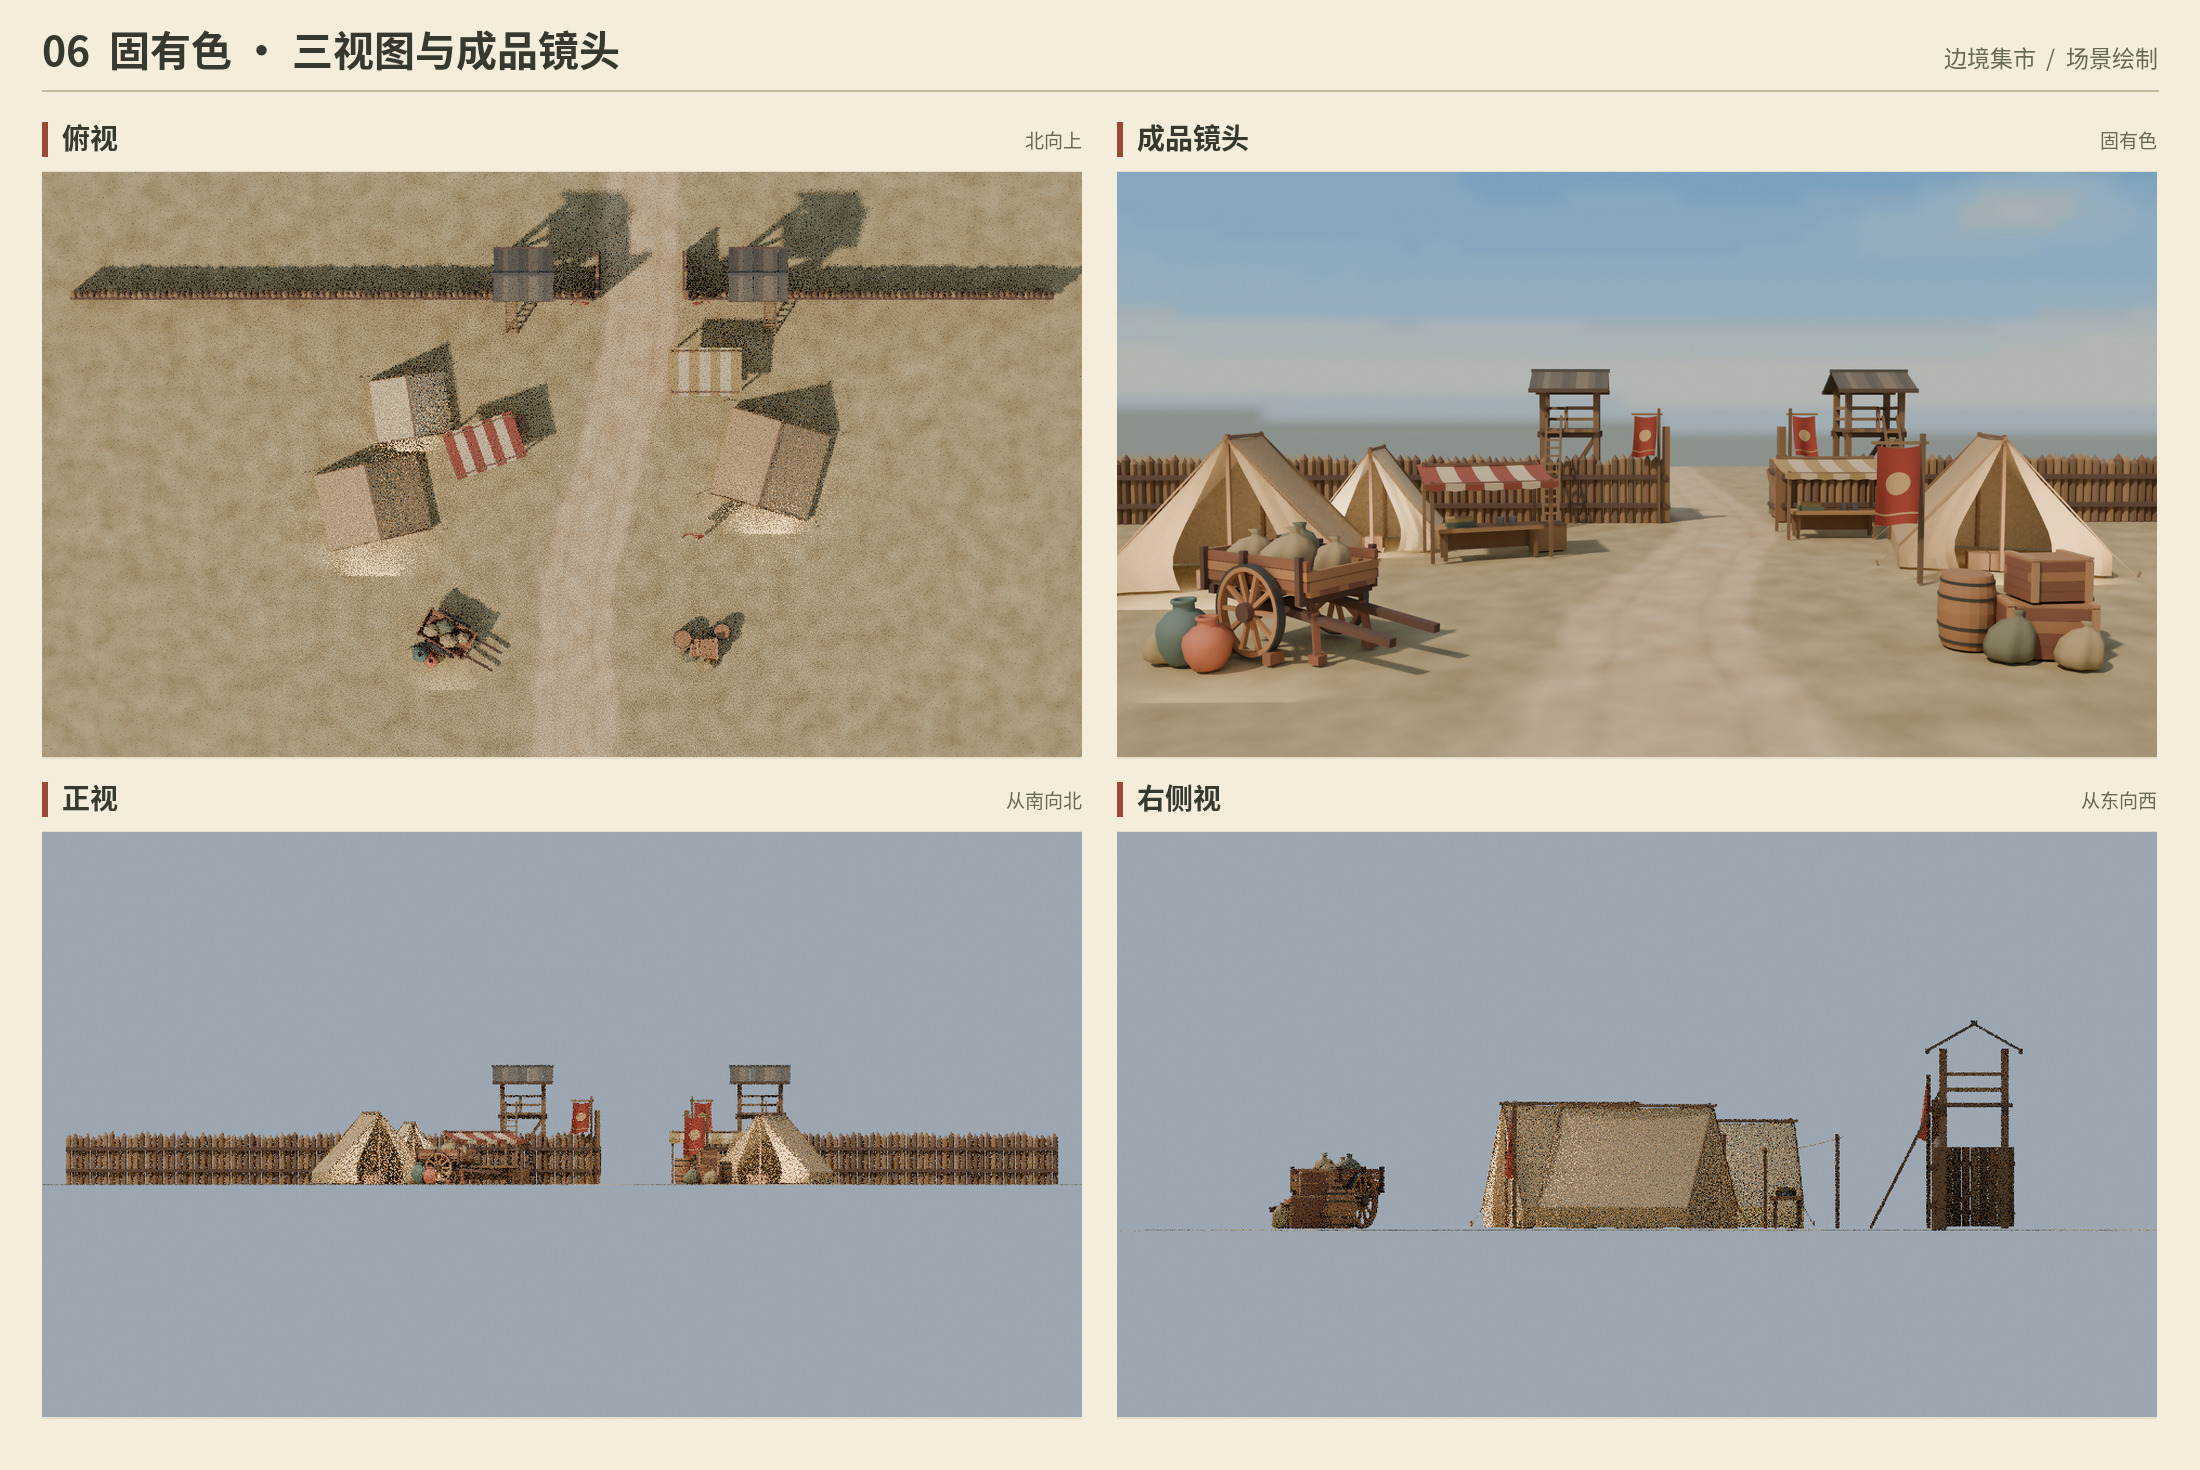 06 固有色 · 三视图与成品镜头
边境集市 / 场景绘制
俯视
北向上
成品镜头
固有色
正视
从南向北
右侧视
从东向西